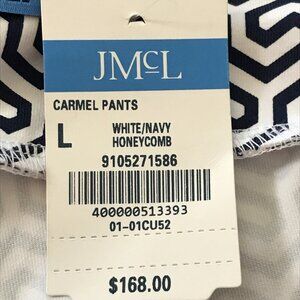 JMcL
CARMEL PANTS
L
WHITE/NAVY
HONEYCOMB
9105271586
400000513393
01-01CU52
$168.00